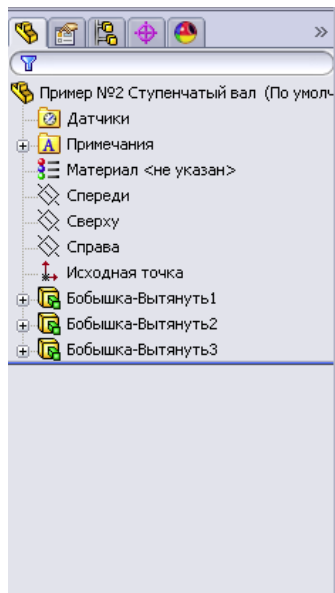 »
Пример №2 Ступенчатый вал (По умолч
Датчики
A Примечания
Материал <не указан>
Спереди
Сверху
Справа
Исходная точка
Бобышка-Вытянуть1
Бобышка-Вытянуть2
Бобышка-Вытянуть3